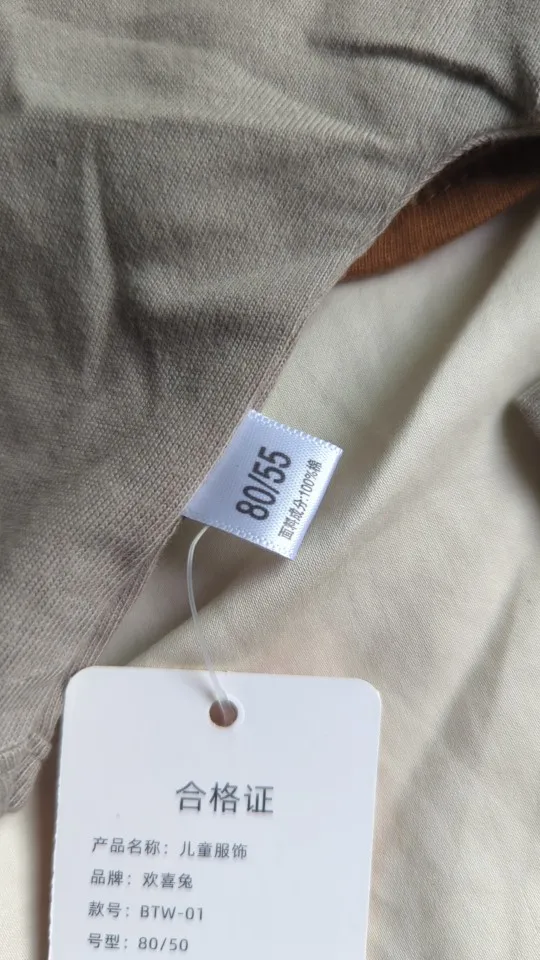 80/55
面料成分:100%棉
合格证
产品名称：儿童服饰
品牌：欢喜兔
款号：BTW-01
号型：80/50